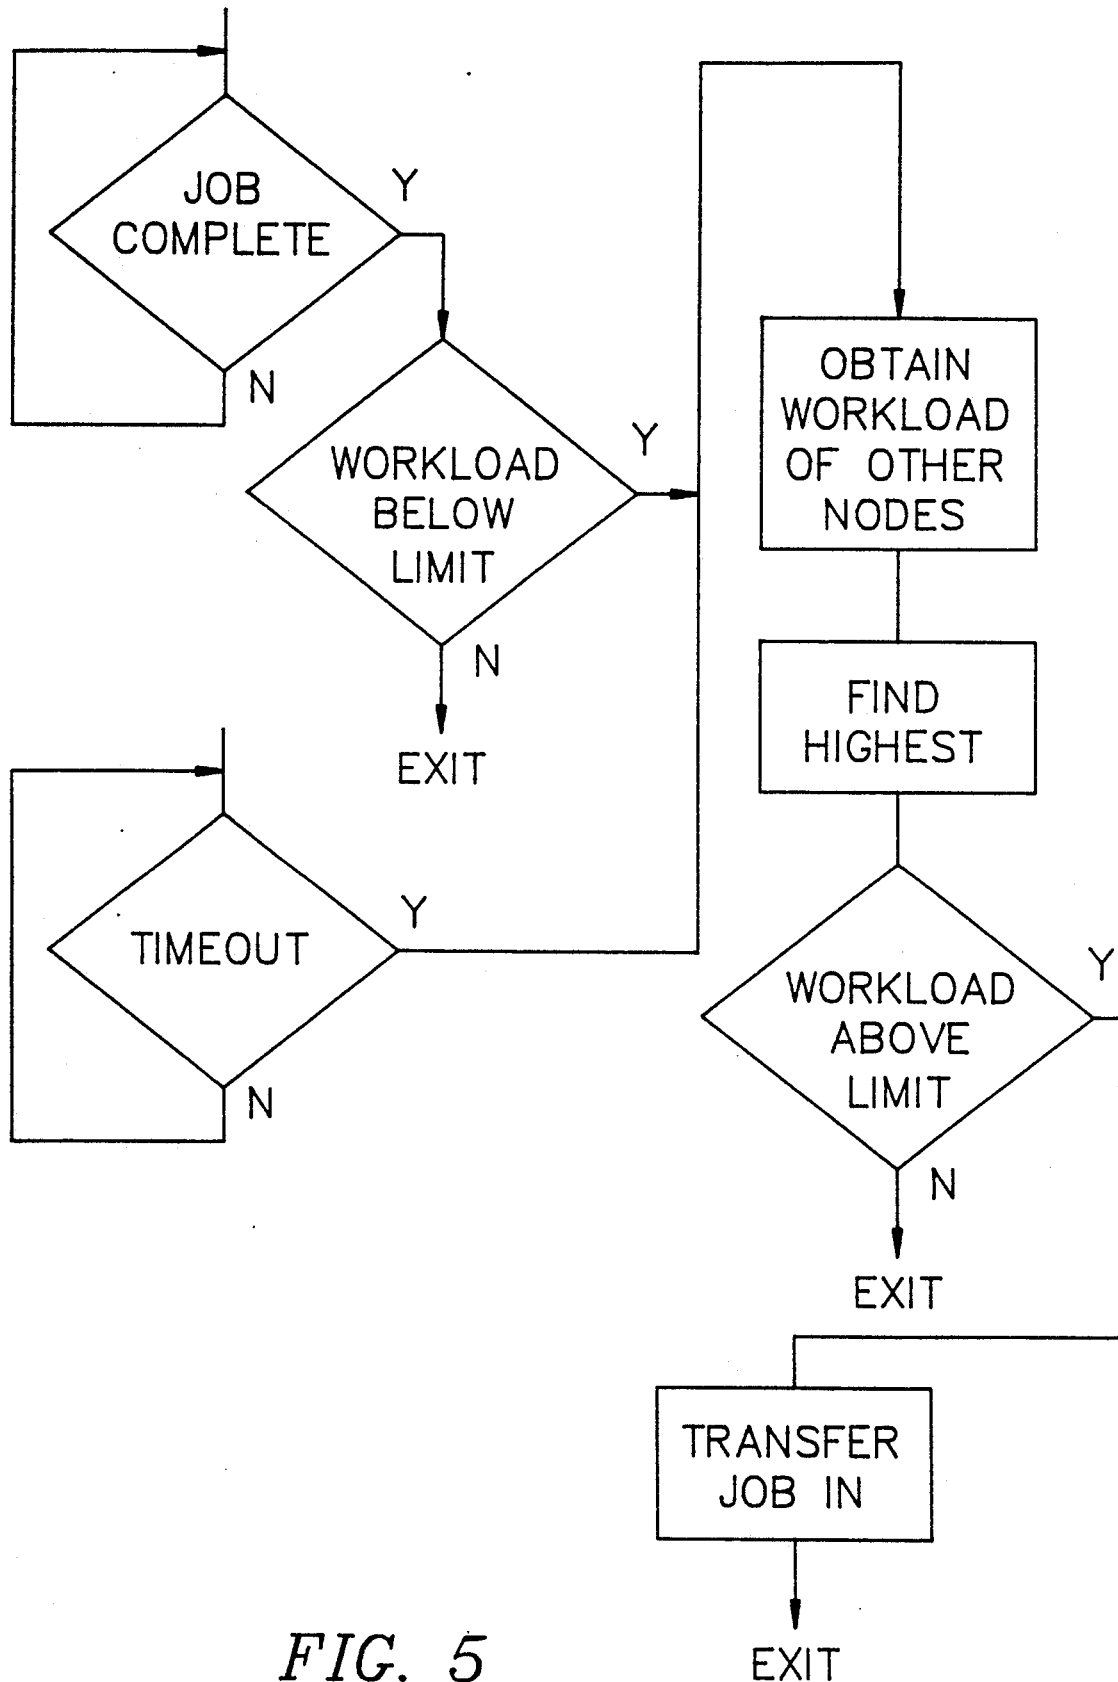 JOB
COMPLETE
Y
N
WORKLOAD
BELOW
LIMIT
Y
N
EXIT
TIMEOUT
Y
N
OBTAIN
WORKLOAD
OF OTHER
NODES
FIND
HIGHEST
WORKLOAD
ABOVE
LIMIT
Y
N
EXIT
TRANSFER
JOB IN
EXIT
FIG. 5